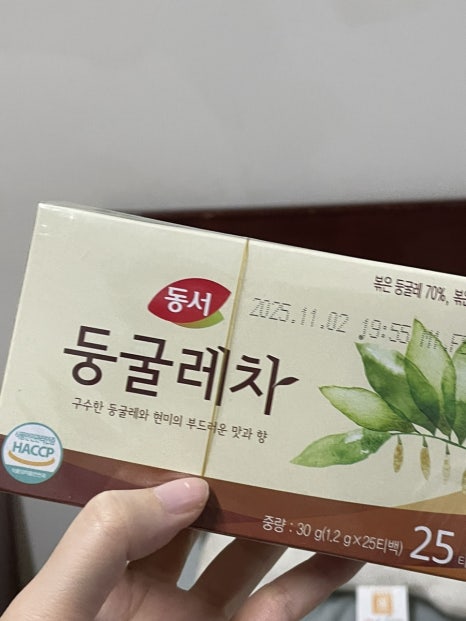 볶은 둥굴레 70%, 볶은
동서
2025.11.02 19:55
둥굴레차
구수한 둥굴레와 현미의 부드러운 맛과 향
HACCP
중량 : 30 g(1.2 g×25티백)
25